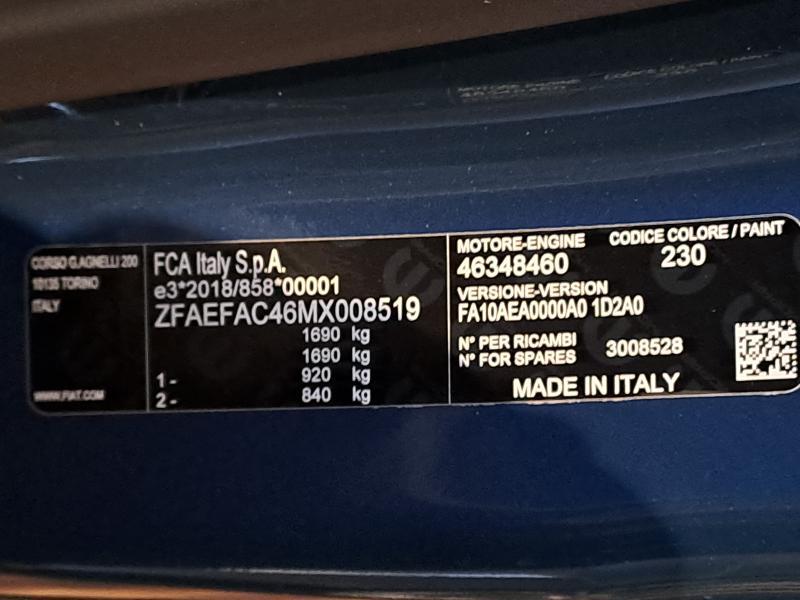 CORSO G.AGNELLI 200
10135 TORINO
ITALY
WWW.FIAT.COM
FCA Italy S.p.A.
e3*2018/858*00001
ZFAEFAC46MX008519
1690 kg
1690 kg
1- 920 kg
2- 840 kg
MOTORE-ENGINE
46348460
CODICE COLORE / PAINT
230
VERSIONE-VERSION
FA10AEA0000A0 1D2A0
N° PER RICAMBI
N° FOR SPARES
3008528
MADE IN ITALY